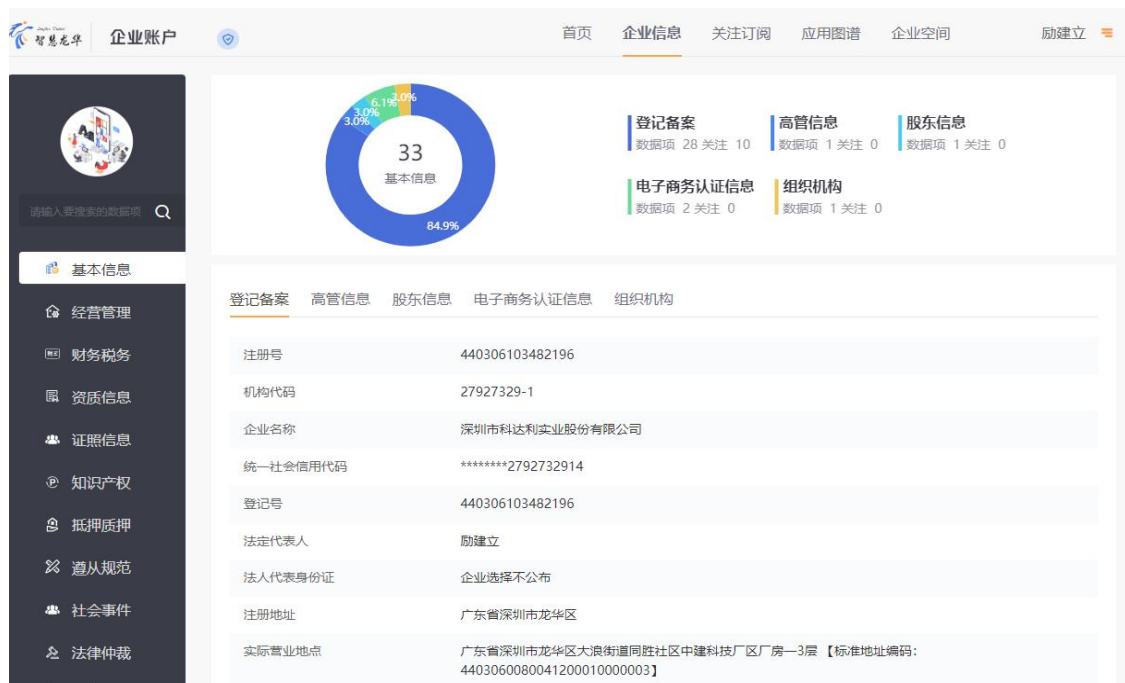 智慧龙华 企业账户 首页 企业信息 关注订阅 应用图谱 企业空间 励建立
请输入要搜索的数据项
基本信息
经营管理
财务税务
资质信息
证照信息
知识产权
抵押质押
遵从规范
社会事件
法律仲裁
3.0%
6.1%
3.0%
3.0%
84.9%
33
基本信息
登记备案
数据项 28 关注 10
高管信息
数据项 1 关注 0
股东信息
数据项 1 关注 0
电子商务认证信息
数据项 2 关注 0
组织机构
数据项 1 关注 0
登记备案 高管信息 股东信息 电子商务认证信息 组织机构
注册号 440306103482196
机构代码 27927329-1
企业名称 深圳市科达利实业股份有限公司
统一社会信用代码 ********2792732914
登记号 440306103482196
法定代表人 励建立
法人代表身份证 企业选择不公布
注册地址 广东省深圳市龙华区
实际营业地点 广东省深圳市龙华区大浪街道同胜社区中建科技厂区厂房—3层 【标准地址编码：
4403060080041200010000003】